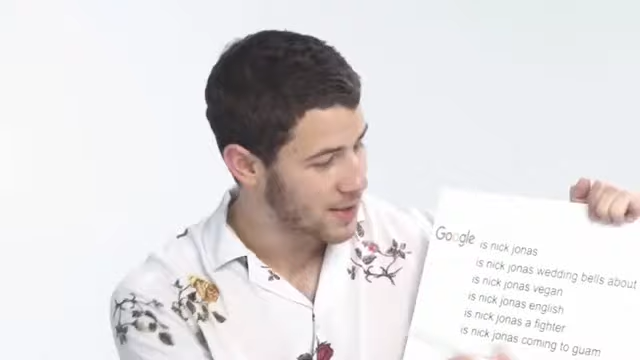 Google is nick jonas
is nick jonas wedding bells about
is nick jonas vegan
is nick jonas english
is nick jonas a fighter
is nick jonas coming to guam